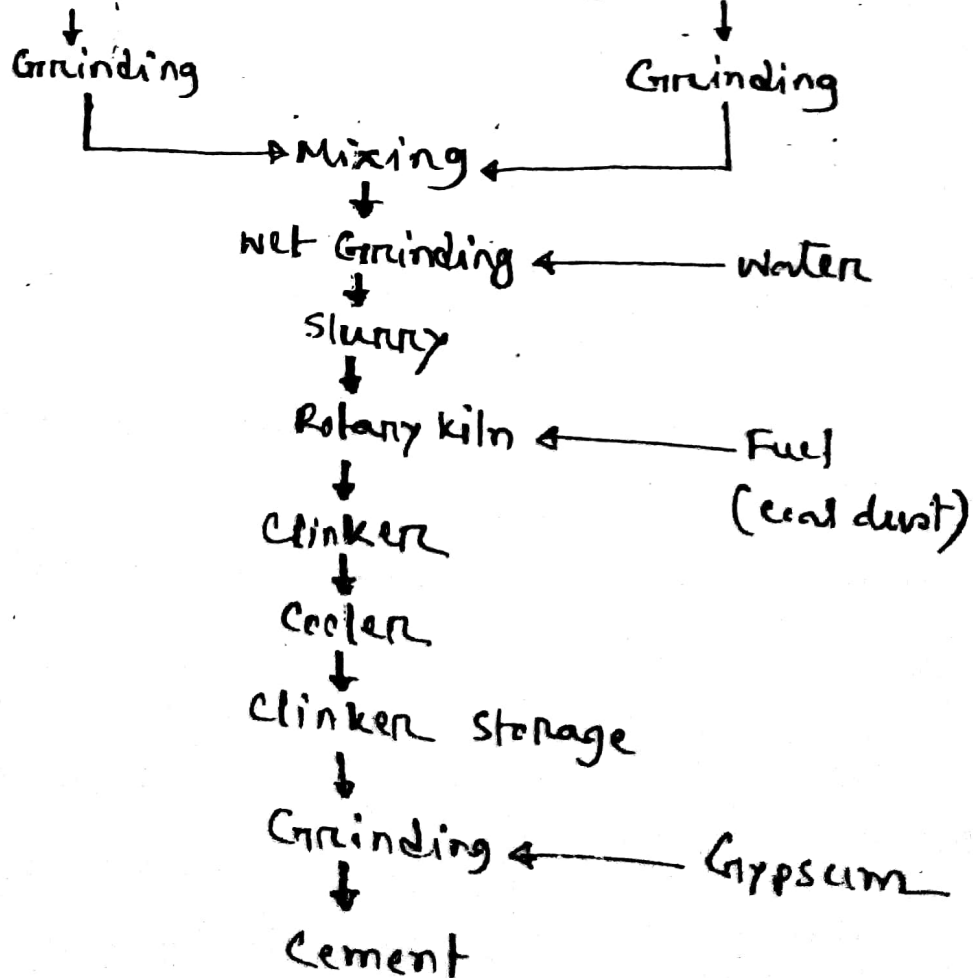 Grinding Grinding
Mixing
Wet Grinding Water
Slurry
Rotary kiln Fuel
(coal dust)
Clinker
Cooler
Clinker storage
Grinding Gypsum
Cement